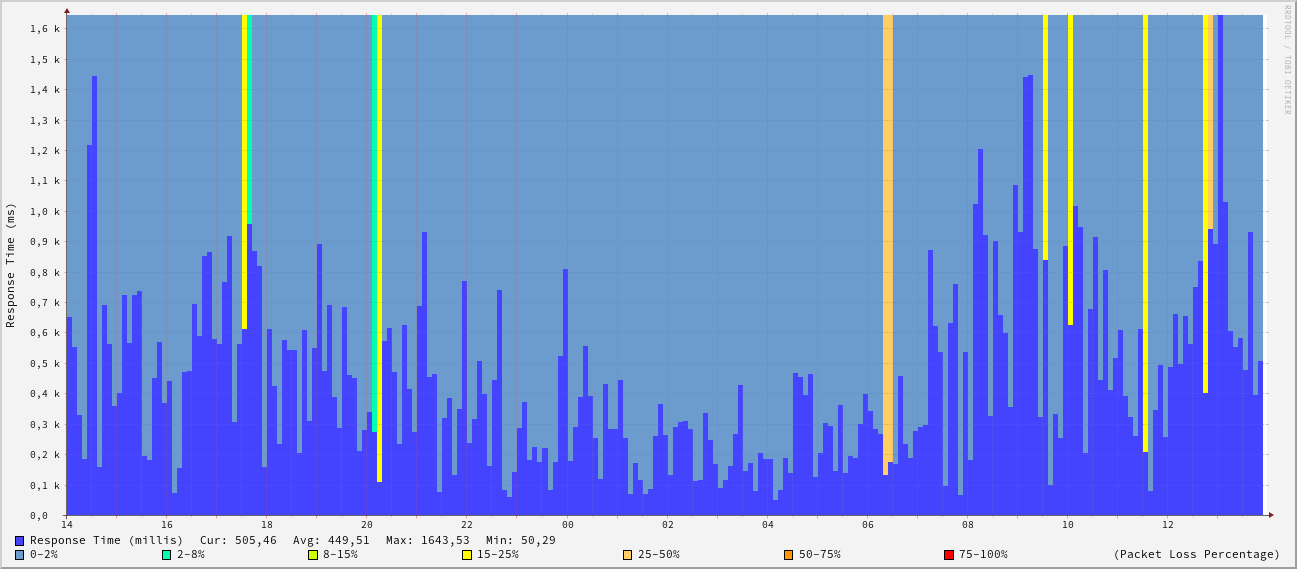 RRDTOOL / TOBI OETIKER
Response Time (ms)
1,6 k
1,5 k
1,4 k
1,3 k
1,2 k
1,1 k
1,0 k
0,9 k
0,8 k
0,7 k
0,6 k
0,5 k
0,4 k
0,3 k
0,2 k
0,1 k
0,0
14 16 18 20 22 00 02 04 06 08 10 12
Response Time (millis) Cur: 505,46 Avg: 449,51 Max: 1643,53 Min: 50,29
0-2% 2-8% 8-15% 15-25% 25-50% 50-75% 75-100% (Packet Loss Percentage)